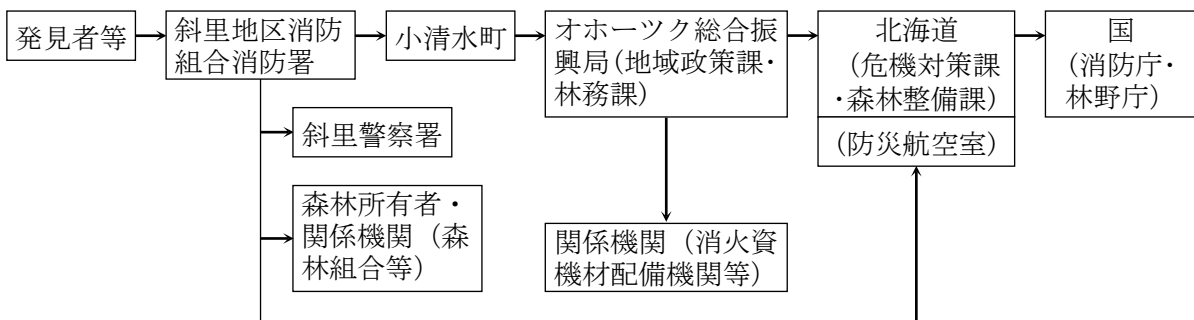 発見者等
斜里地区消防
組合消防署
小清水町
オホーツク総合振
興局（地域政策課・
林務課）
北海道
（危機対策課
・森林整備課）
（防災航空室）
国
（消防庁・
林野庁）
斜里警察署
森林所有者・
関係機関（森
林組合等）
関係機関（消火資
機材配備機関等）